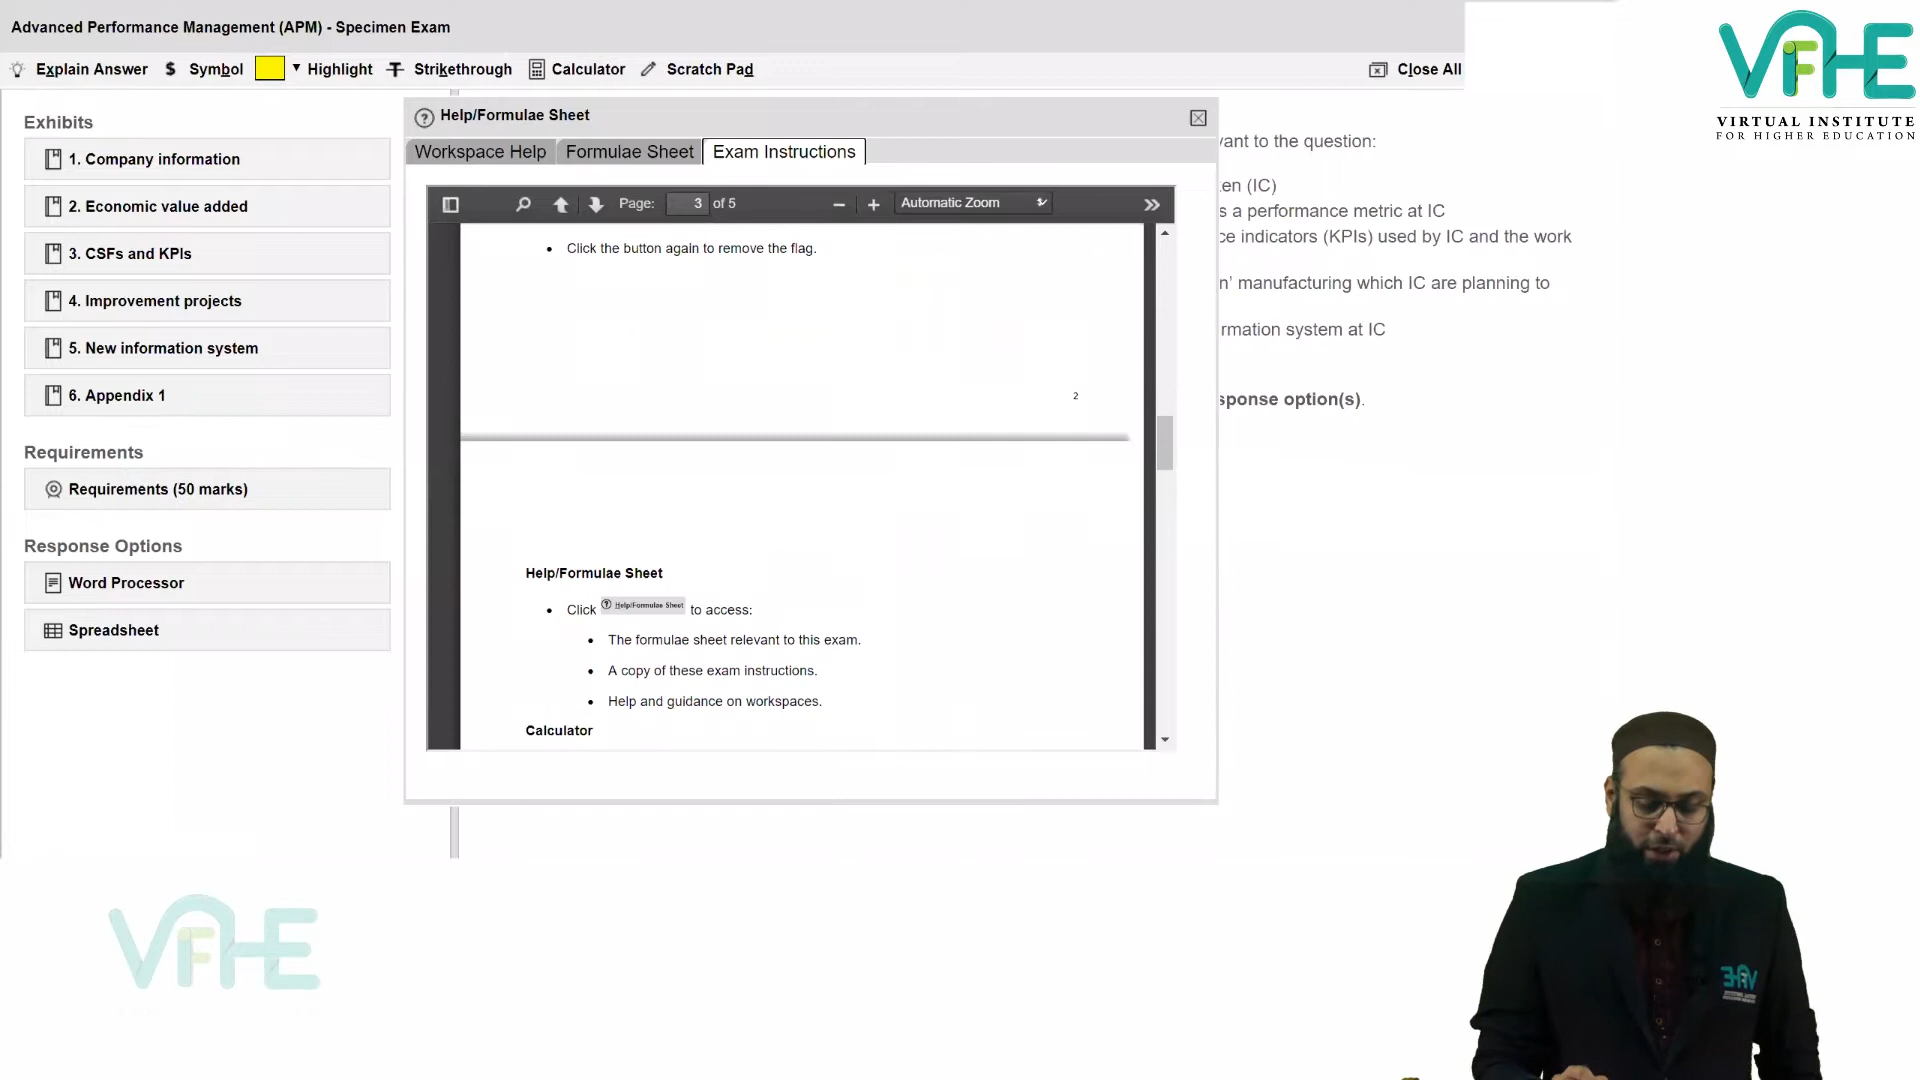 Advanced Performance Management (APM) - Specimen Exam
Explain Answer
$ Symbol
Highlight
Strikethrough
Calculator
Scratch Pad
Close All
VIFHE
VIRTUAL INSTITUTE
FOR HIGHER EDUCATION
Exhibits
1. Company information
2. Economic value added
3. CSFs and KPIs
4. Improvement projects
5. New information system
6. Appendix 1
Requirements
Requirements (50 marks)
Response Options
Word Processor
Spreadsheet
Help/Formulae Sheet
Workspace Help
Formulae Sheet
Exam Instructions
Page: 3 of 5
Automatic Zoom
• Click the button again to remove the flag.
2
Help/Formulae Sheet
• Click Help/Formulae Sheet to access:
• The formulae sheet relevant to this exam.
• A copy of these exam instructions.
• Help and guidance on workspaces.
Calculator
vant to the question:
en (IC)
s a performance metric at IC
ce indicators (KPIs) used by IC and the work
n' manufacturing which IC are planning to
rmation system at IC
sponse option(s).
VIFHE